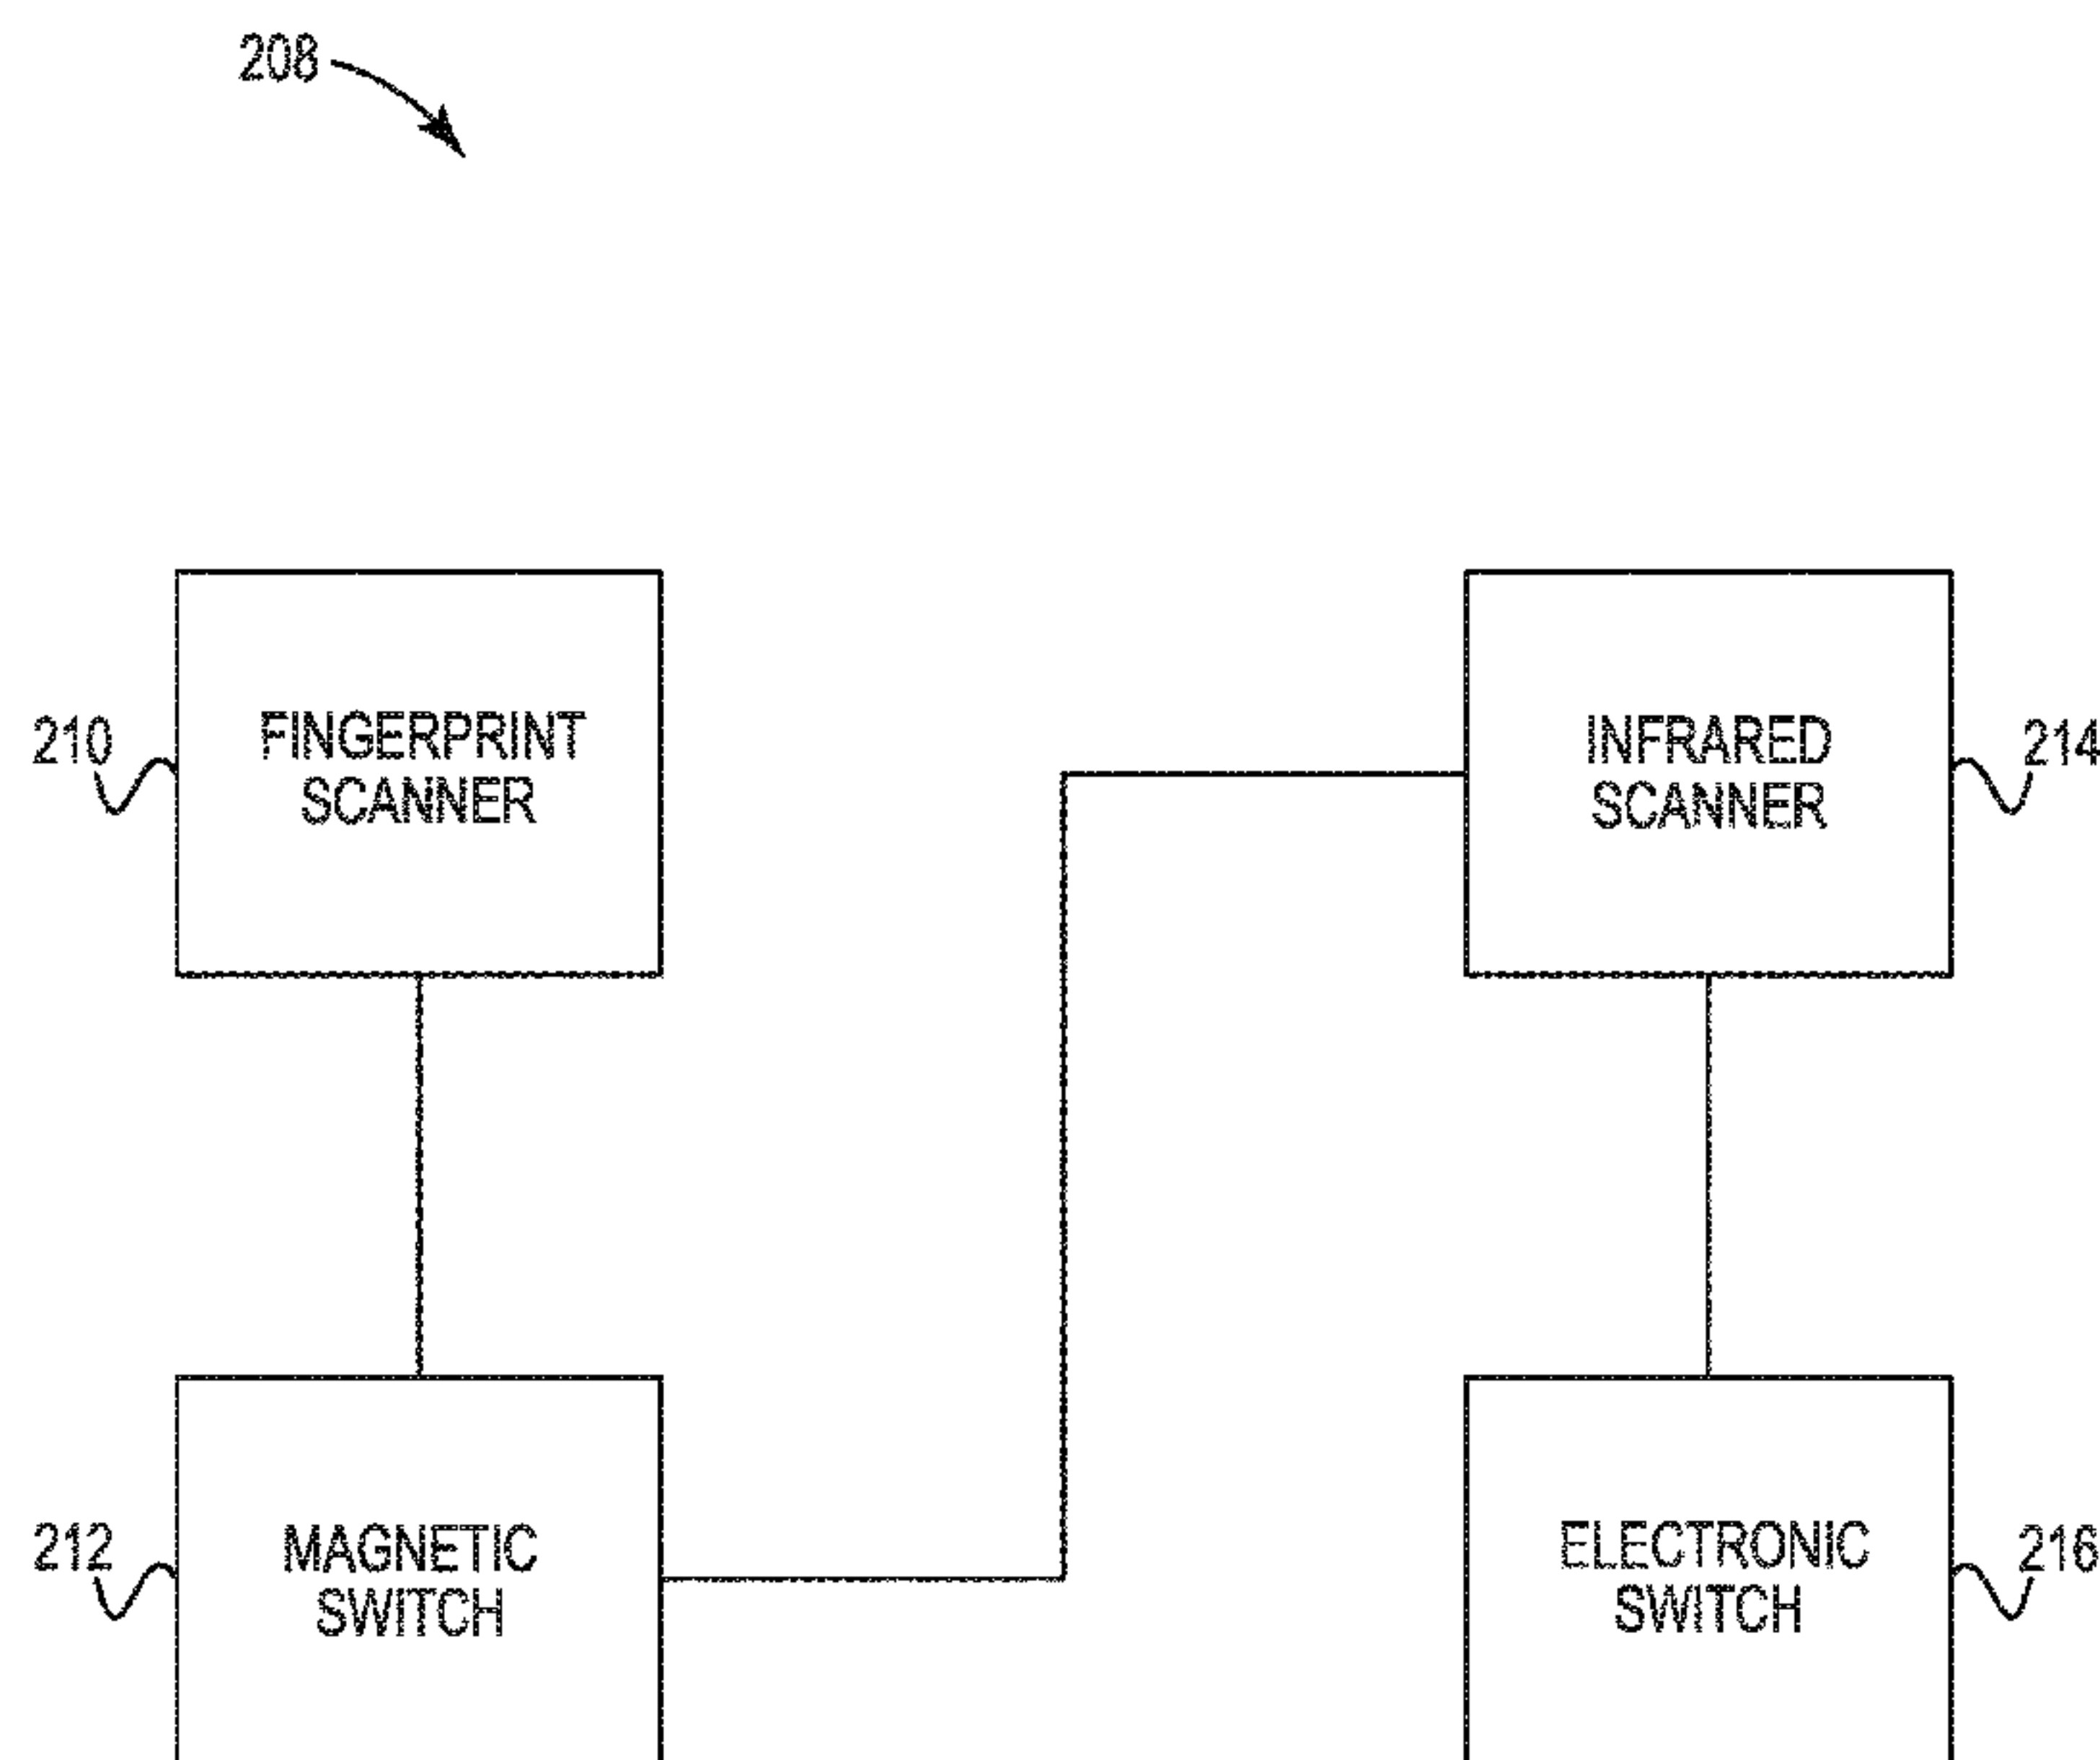 208
210
FINGERPRINT
SCANNER
INFRARED
SCANNER
214
212
MAGNETIC
SWITCH
ELECTRONIC
SWITCH
216